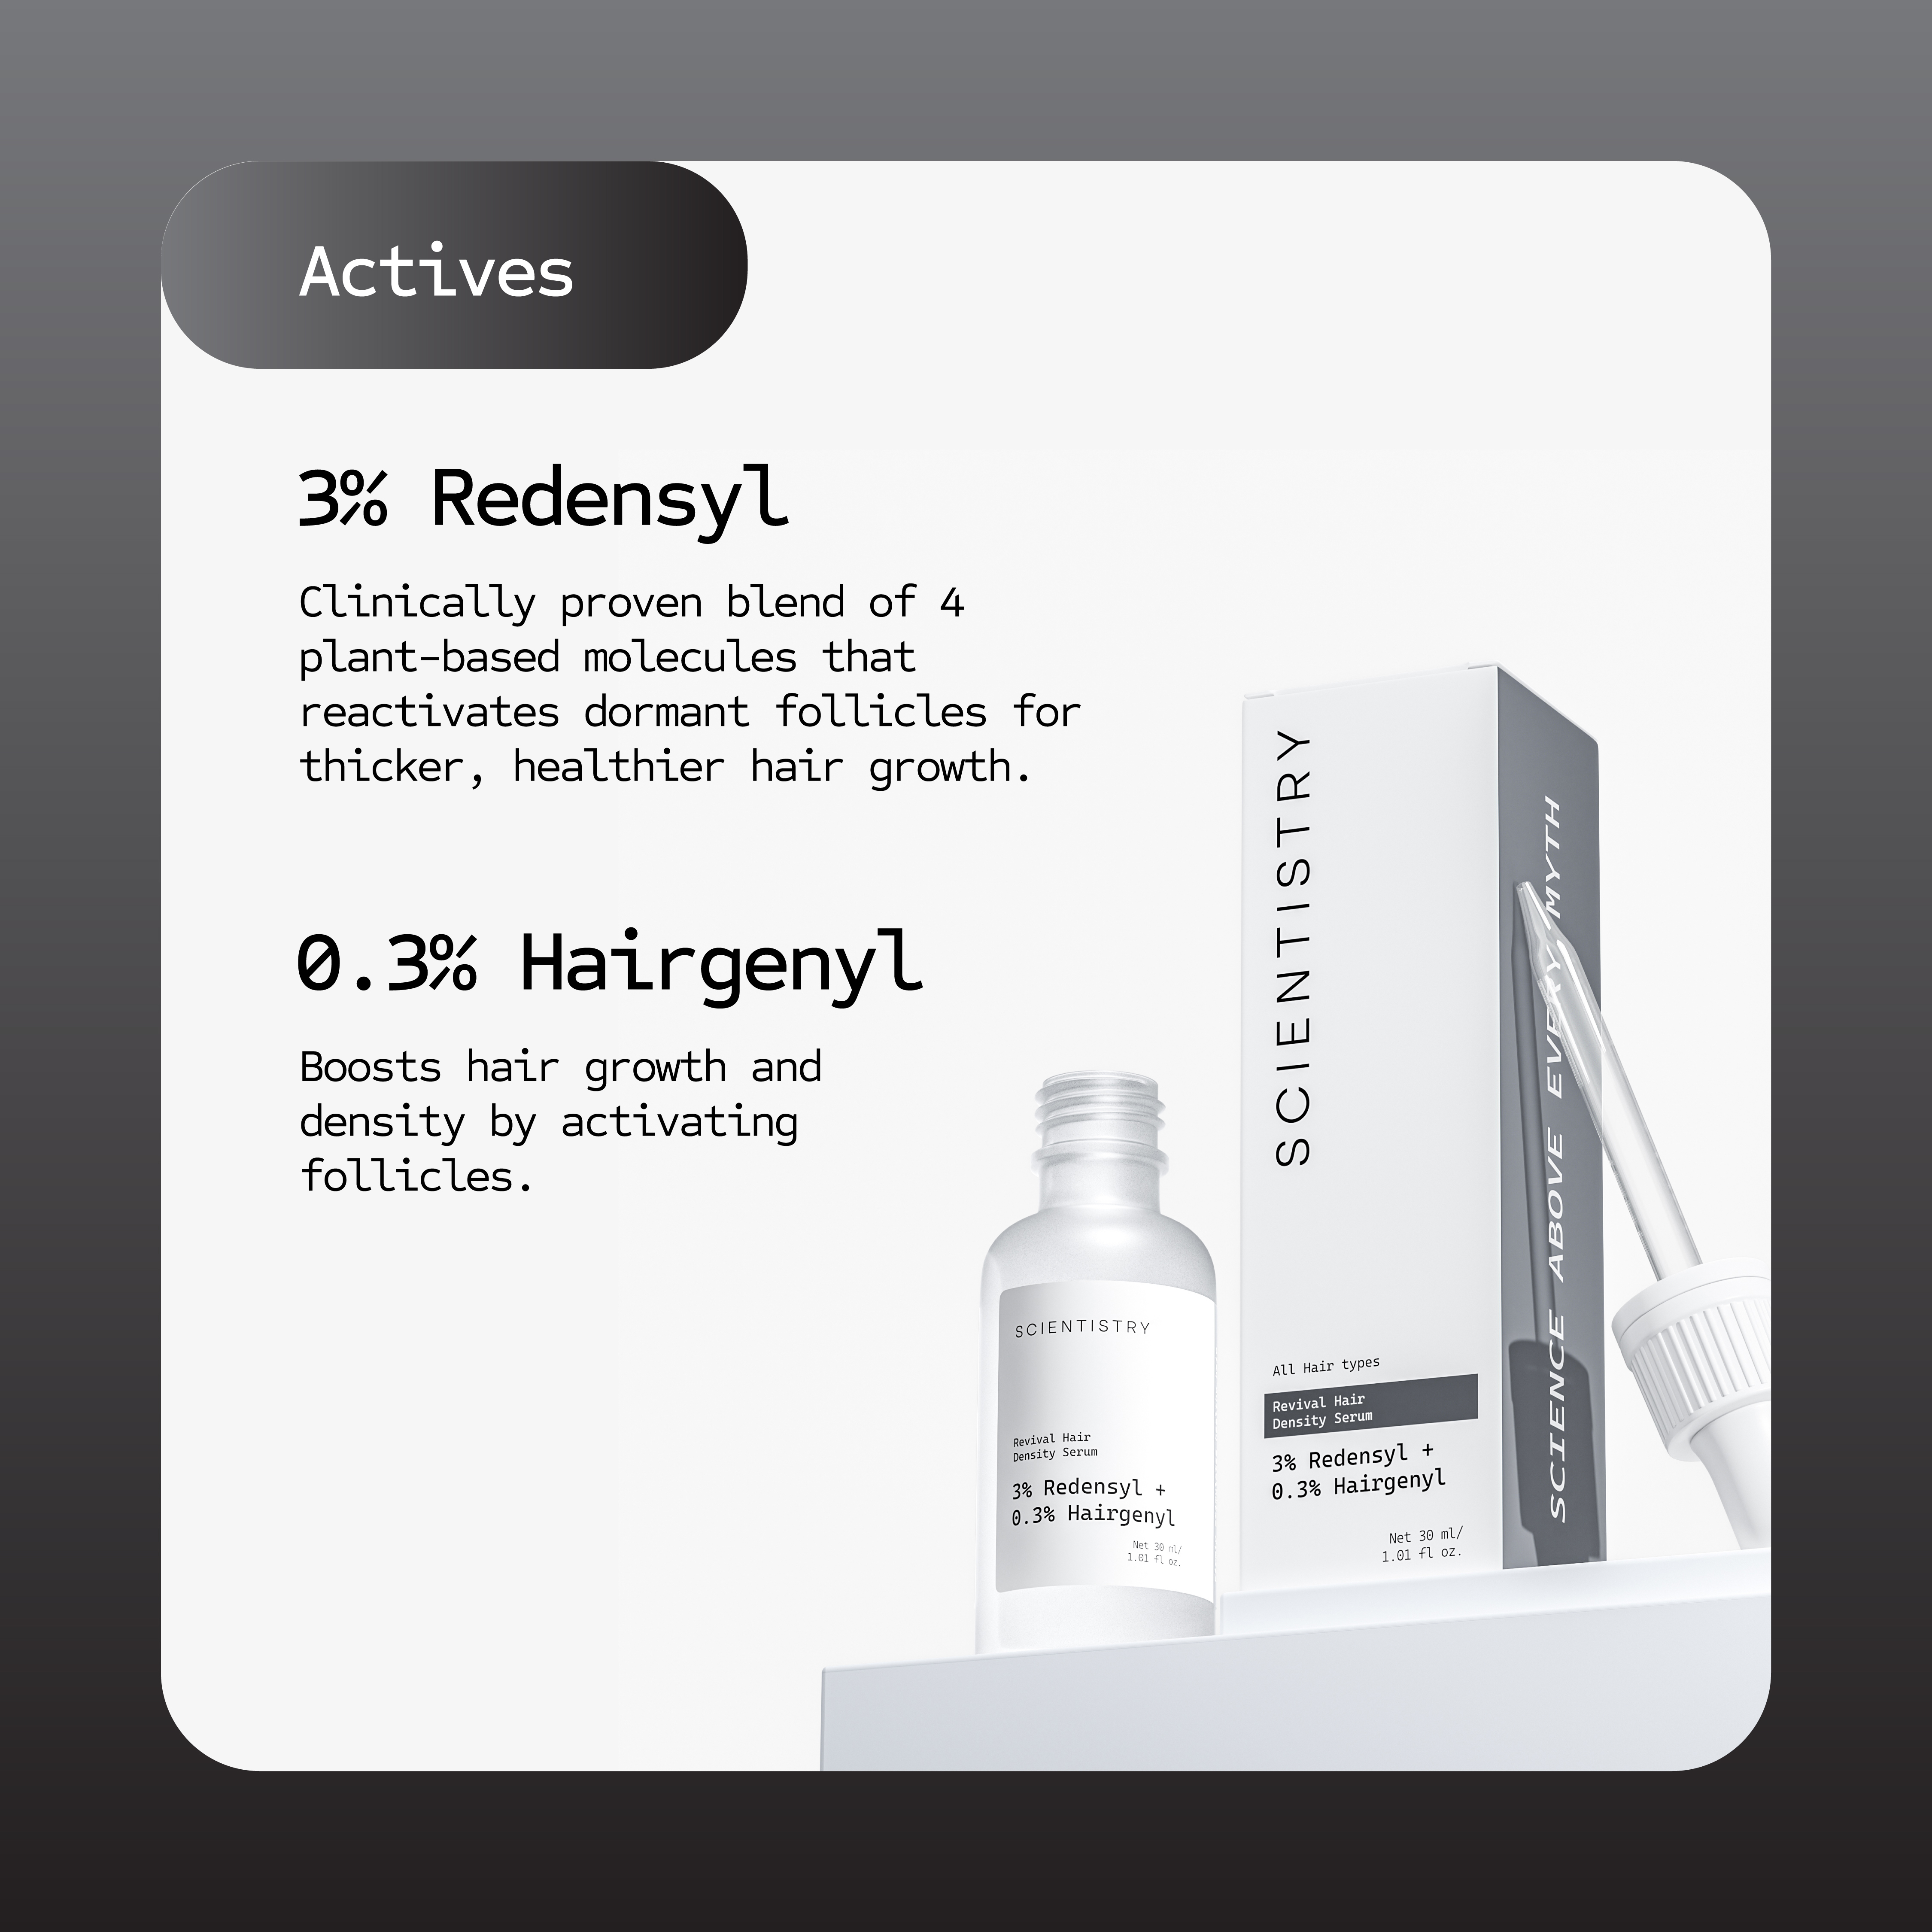 Actives
3% Redensyl
Clinically proven blend of 4
plant-based molecules that
reactivates dormant follicles for
thicker, healthier hair growth.
0.3% Hairgenyl
Boosts hair growth and
density by activating
follicles.
SCIENTISTRY
Revival Hair
Density Serum
3% Redensyl +
0.3% Hairgenyl
Net 30 ml/
1.01 fl oz.
SCIENTISTRY
All Hair types
Revival Hair
Density Serum
3% Redensyl +
0.3% Hairgenyl
Net 30 ml/
1.01 fl oz.
SCIENCE ABOVE EVERY MYTH